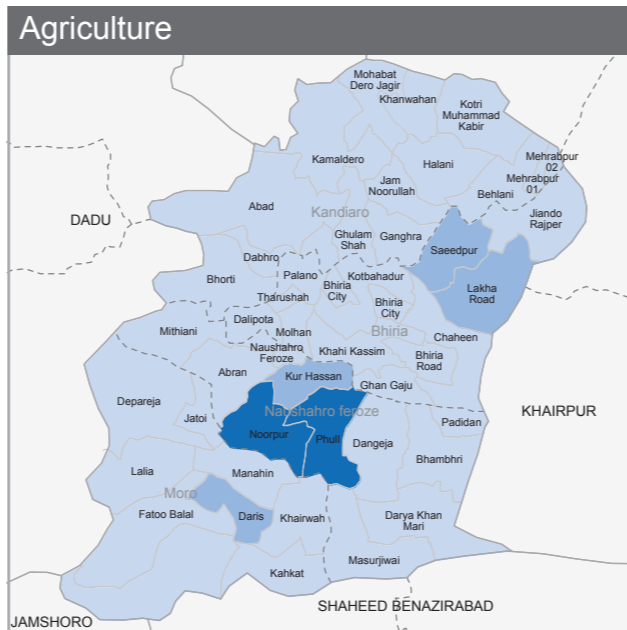 Agriculture
Mohabat
Dero Jagir
Khanwahan
Kotri
Muhammad
Kabir
Mehrabpur
02
Mehrabpur
01
Kamaldero
Halani
Jam
Noorullah
Behlani
Abad
Kandiaro
Jiando
Rajper
DADU
Ghulam
Shah
Ganghra
Saeedpur
Dabhro
Bhorti
Palano
Kotbahadur
Lakha
Road
Tharushah
Bhiria
City
Bhiria
City
Dalipota
Mithiani
Molhan
Bhiria
Chaheen
Naushahro
Feroze
Khahi Kassim
Bhiria
Road
Abran
Kur Hassan
Ghan Gaju
Depareja
Jatoi
Naushahro feroze
KHAIRPUR
Padidan
Noorpur
Phull
Dangeja
Bhambhri
Lalia
Manahin
Moro
Fatoo Balal
Daris
Khairwah
Darya Khan
Mari
Kahkat
Masurjiwai
SHAHEED BENAZIRABAD
JAMSHORO